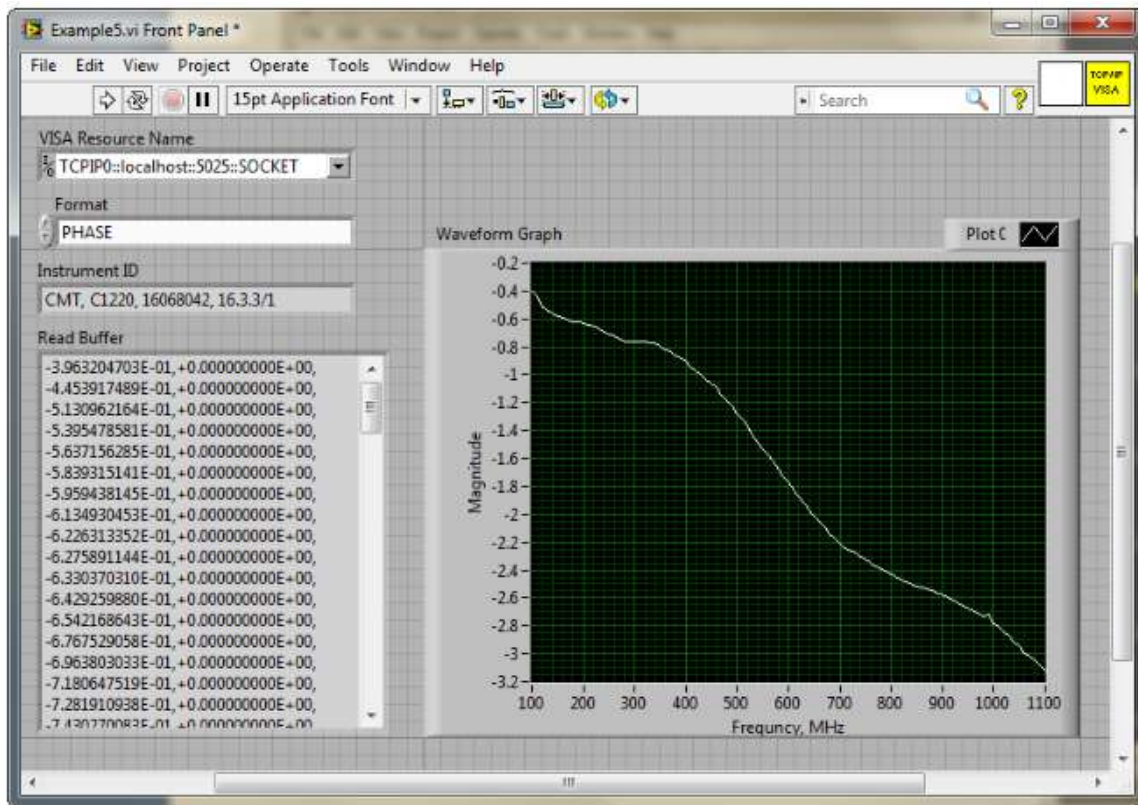 Example5.vi Front Panel *
File Edit View Project Operate Tools Window Help
15pt Application Font
Search
TCP/IP
VISA
VISA Resource Name
TCPIP0::localhost::5025::SOCKET
Format
PHASE
Instrument ID
CMT, C1220, 16068042, 16.3.3/1
Read Buffer
-3.963204703E-01,+0.000000000E+00,
-4.453917489E-01,+0.000000000E+00,
-5.130962164E-01,+0.000000000E+00,
-5.395478581E-01,+0.000000000E+00,
-5.637156285E-01,+0.000000000E+00,
-5.839315141E-01,+0.000000000E+00,
-5.959438145E-01,+0.000000000E+00,
-6.134930453E-01,+0.000000000E+00,
-6.226313352E-01,+0.000000000E+00,
-6.275891144E-01,+0.000000000E+00,
-6.330370310E-01,+0.000000000E+00,
-6.429259880E-01,+0.000000000E+00,
-6.542168643E-01,+0.000000000E+00,
-6.767529058E-01,+0.000000000E+00,
-6.963803033E-01,+0.000000000E+00,
-7.180647519E-01,+0.000000000E+00,
-7.281910938E-01,+0.000000000E+00,
-7.430770083E-01,+0.000000000E+00,
Waveform Graph
Plot 0
-0.2
-0.4
-0.6
-0.8
-1
-1.2
-1.4
-1.6
-1.8
-2
-2.2
-2.4
-2.6
-2.8
-3
-3.2
Magnitude
100 200 300 400 500 600 700 800 900 1000 1100
Frequncy, MHz